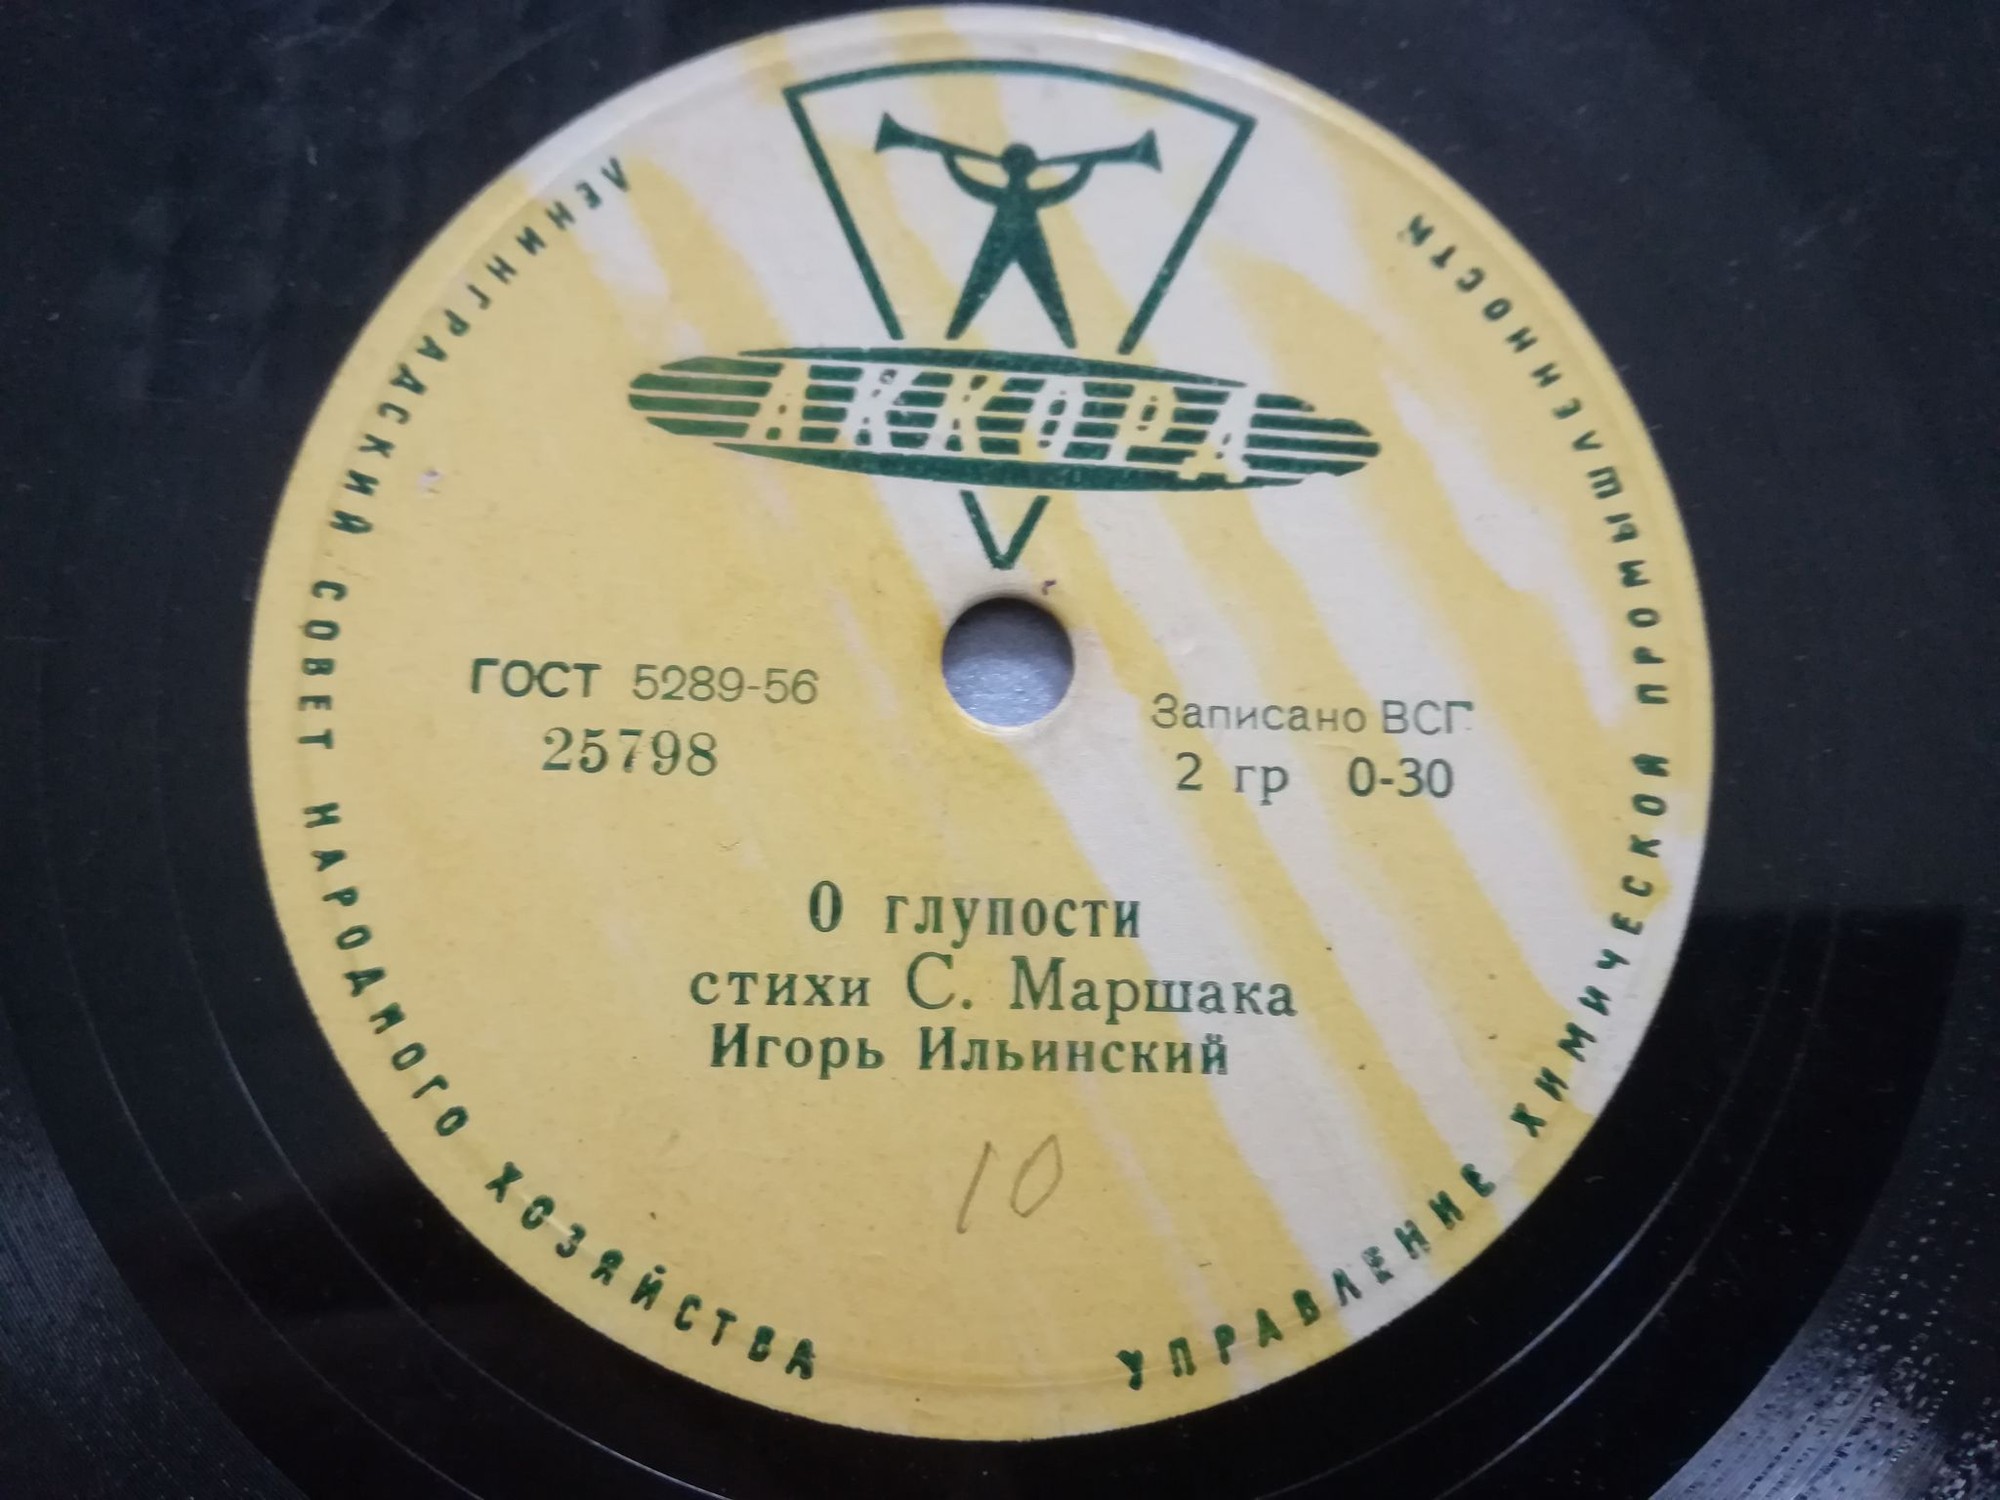 АККОРД
ЛЕНИНГРАДСКИЙ СОВЕТ НАРОДНОГО ХОЗЯЙСТВА
УПРАВЛЕНИЕ ХИМИЧЕСКОЙ ПРОМЫШЛЕННОСТИ
ГОСТ 5289-56
25798
Записано ВСГ
2 гр 0-30
О глупости
стихи С. Маршака
Игорь Ильинский
10